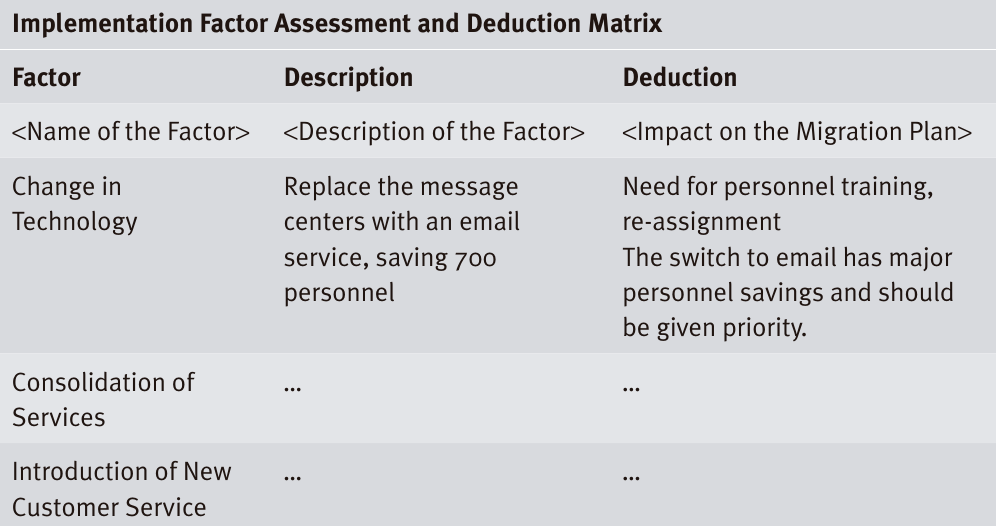 Implementation Factor Assessment and Deduction Matrix
Factor Description Deduction
<Name of the Factor> <Description of the Factor> <Impact on the Migration Plan>
Change in Replace the message Need for personnel training,
Technology centers with an email re-assignment
service, saving 700 The switch to email has major
personnel personnel savings and should
be given priority.
Consolidation of ... ...
Services
Introduction of New ... ...
Customer Service